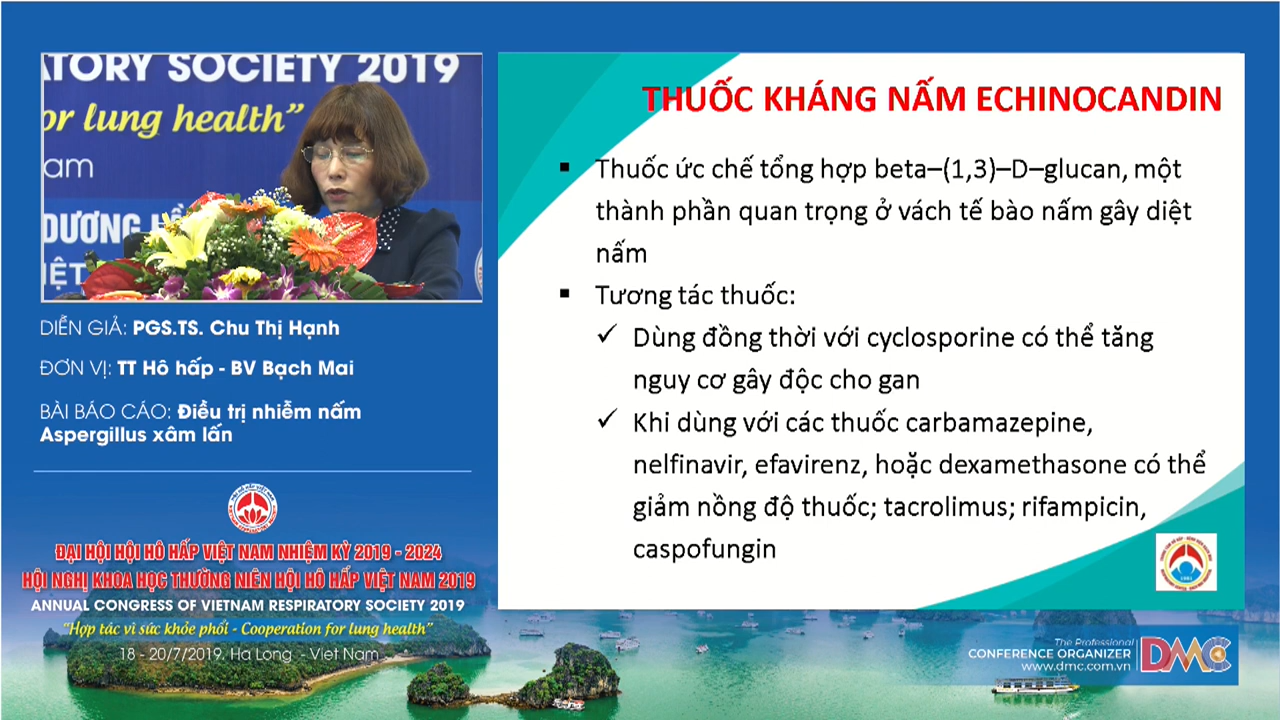 ATORY SOCIETY 2019
or lung health”
am
DƯƠNG
IỆT
DIỄN GIẢ: PGS.TS. Chu Thị Hạnh
ĐƠN VỊ: TT Hô hấp - BV Bạch Mai
BÀI BÁO CÁO: Điều trị nhiễm nấm
Aspergillus xâm lấn
ĐẠI HỘI HỘI HÔ HẤP VIỆT NAM NHIỆM KỲ 2019 - 2024
HỘI NGHỊ KHOA HỌC THƯỜNG NIÊN HỘI HÔ HẤP VIỆT NAM 2019
ANNUAL CONGRESS OF VIETNAM RESPIRATORY SOCIETY 2019
“Hợp tác vì sức khỏe phổi - Cooperation for lung health”
18 - 20/7/2019. Ha Long - Viet Nam
THUỐC KHÁNG NẤM ECHINOCANDIN
▪ Thuốc ức chế tổng hợp beta–(1,3)–D–glucan, một
thành phần quan trọng ở vách tế bào nấm gây diệt
nấm
▪ Tương tác thuốc:
✓ Dùng đồng thời với cyclosporine có thể tăng
nguy cơ gây độc cho gan
✓ Khi dùng với các thuốc carbamazepine,
nelfinavir, efavirenz, hoặc dexamethasone có thể
giảm nồng độ thuốc; tacrolimus; rifampicin,
caspofungin
The Professional
CONFERENCE ORGANIZER
www.dmc.com.vn
DMC